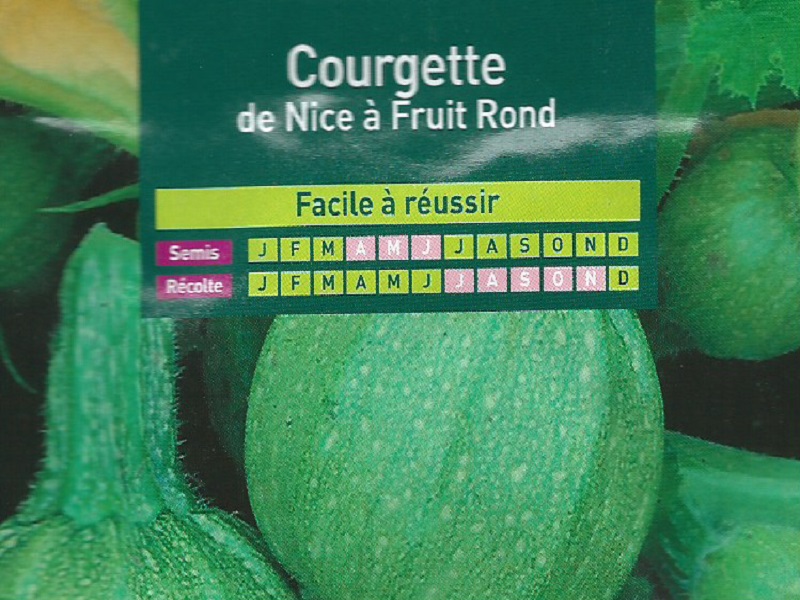 Courgette
de Nice à Fruit Rond
Facile à réussir
Semis J F M A M J J A S O N D
Récolte J F M A M J J A S O N D